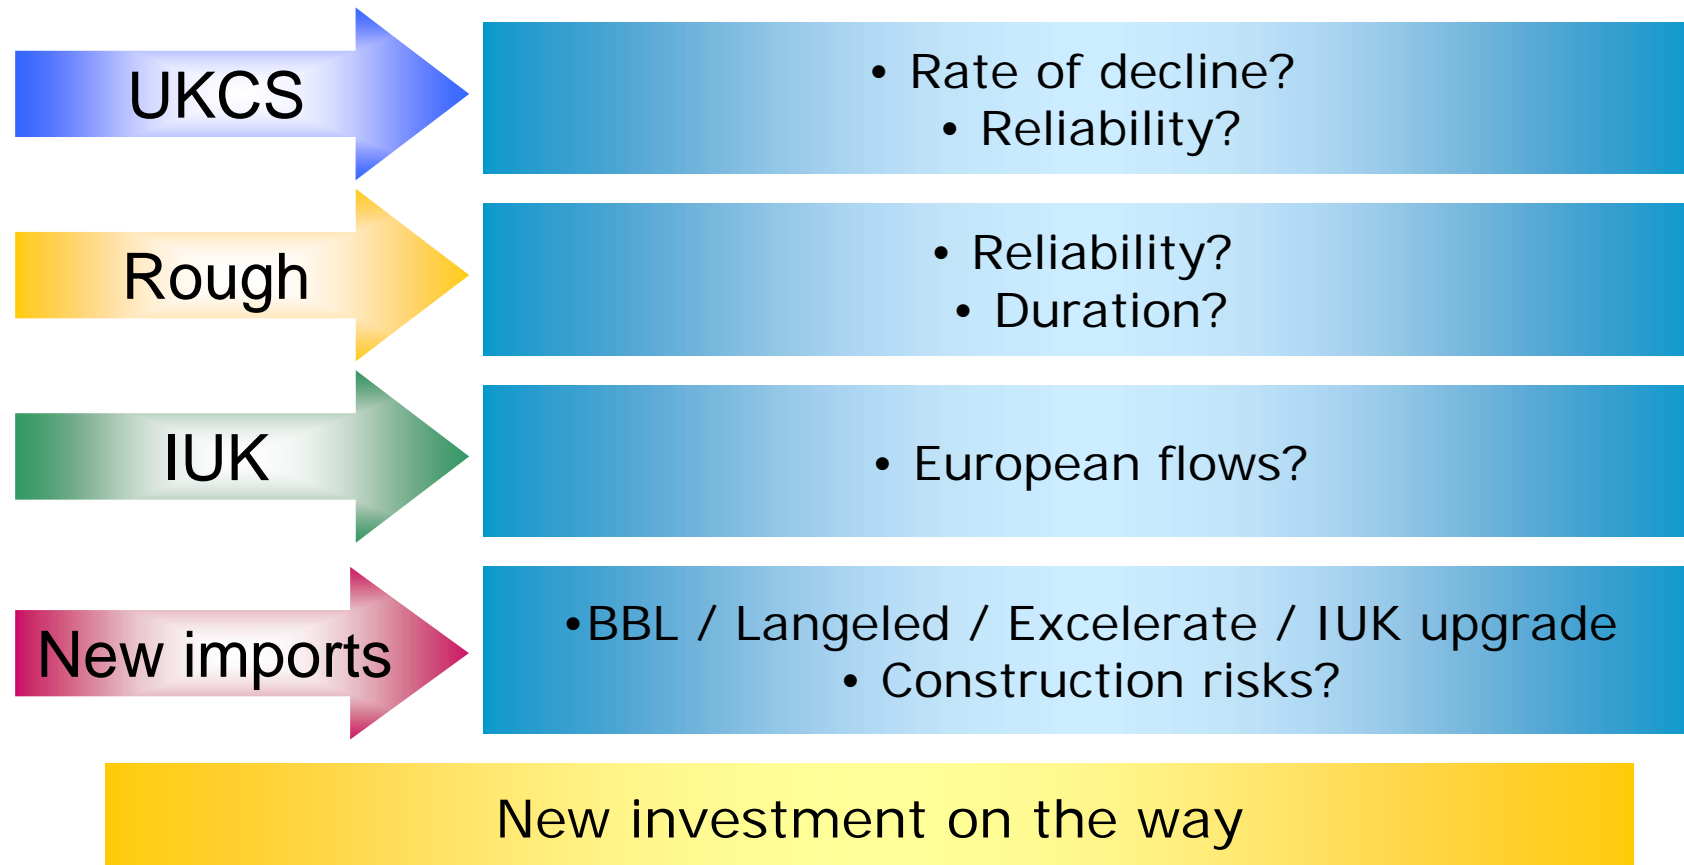 UKCS
• Rate of decline?
• Reliability?
Rough
• Reliability?
• Duration?
IUK
• European flows?
New imports
•BBL / Langeled / Excelerate / IUK upgrade
• Construction risks?
New investment on the way